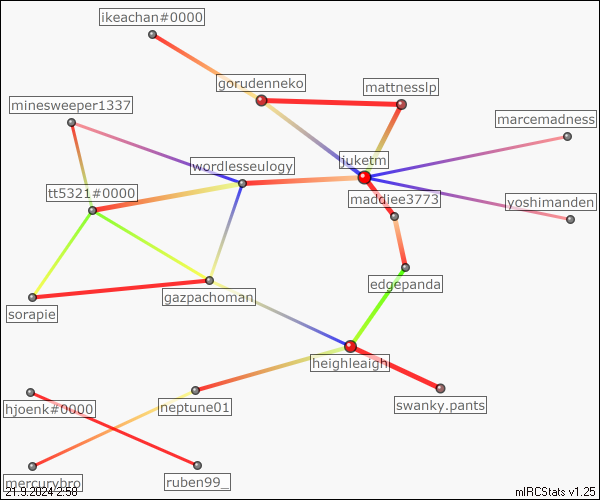 ikeachan#0000
gorudenneko
mattnesslp
minesweeper1337
marcemadness
juketm
wordlesseulogy
tt5321#0000
maddiee3773
yoshimanden
edgepanda
gazpachoman
sorapie
heighleaigh
hjoenk#0000
neptune01
swanky.pants
mercurybro
ruben99_
21.9.2024 2:50
mIRCStats v1.25